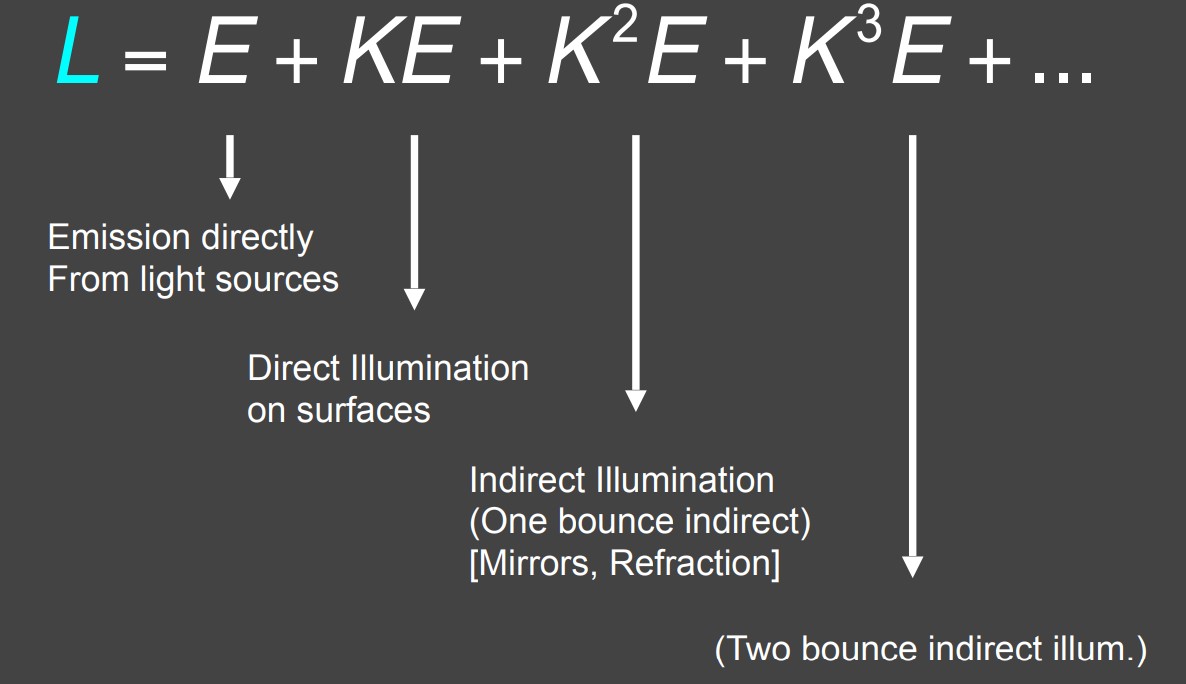 L = E + KE + K²E + K³E + ...
Emission directly
From light sources
Direct Illumination
on surfaces
Indirect Illumination
(One bounce indirect)
[Mirrors, Refraction]
(Two bounce indirect illum.)